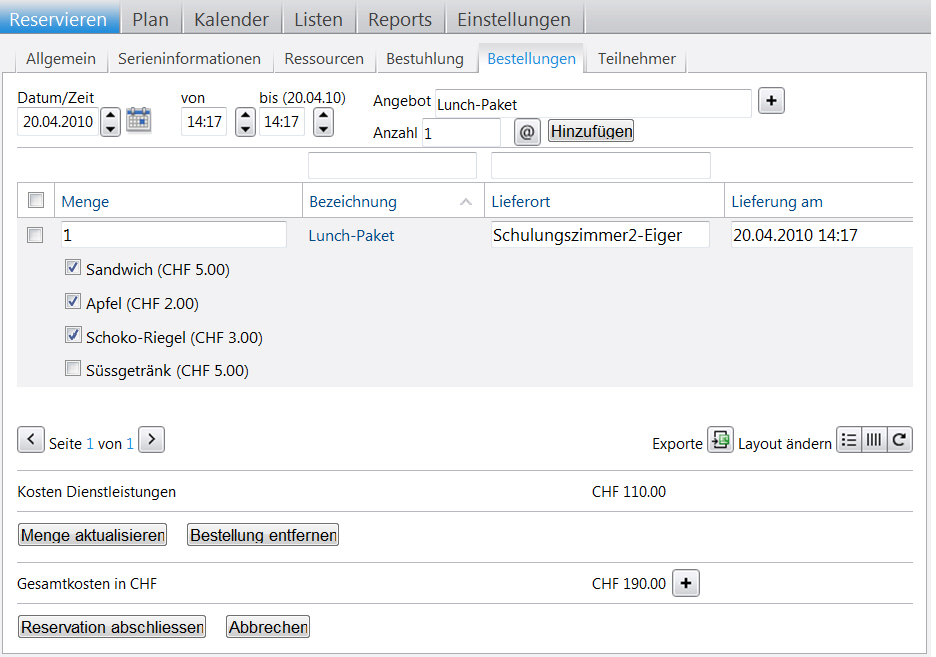 Reservieren Plan Kalender Listen Reports Einstellungen
Allgemein Serieninformationen Ressourcen Bestuhlung Bestellungen Teilnehmer
Datum/Zeit von bis (20.04.10) Angebot Lunch-Paket +
20.04.2010 14:17 14:17 Anzahl 1 @ Hinzufügen
Menge Bezeichnung Lieferort Lieferung am
1 Lunch-Paket Schulungszimmer2-Eiger 20.04.2010 14:17
Sandwich (CHF 5.00)
Apfel (CHF 2.00)
Schoko-Riegel (CHF 3.00)
Süssgetränk (CHF 5.00)
< Seite 1 von 1 > Exporte Layout ändern
Kosten Dienstleistungen CHF 110.00
Menge aktualisieren Bestellung entfernen
Gesamtkosten in CHF CHF 190.00 +
Reservation abschliessen Abbrechen